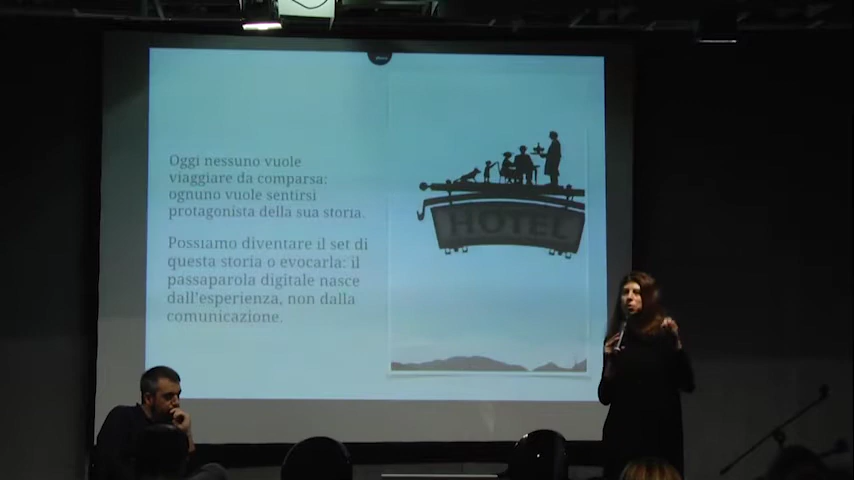 Oggi nessuno vuole
viaggiare da comparsa:
ognuno vuole sentirsi
protagonista della sua storia.
Possiamo diventare il set di
questa storia o evocarla: il
passaparola digitale nasce
dall'esperienza, non dalla
comunicazione.
HOTEL